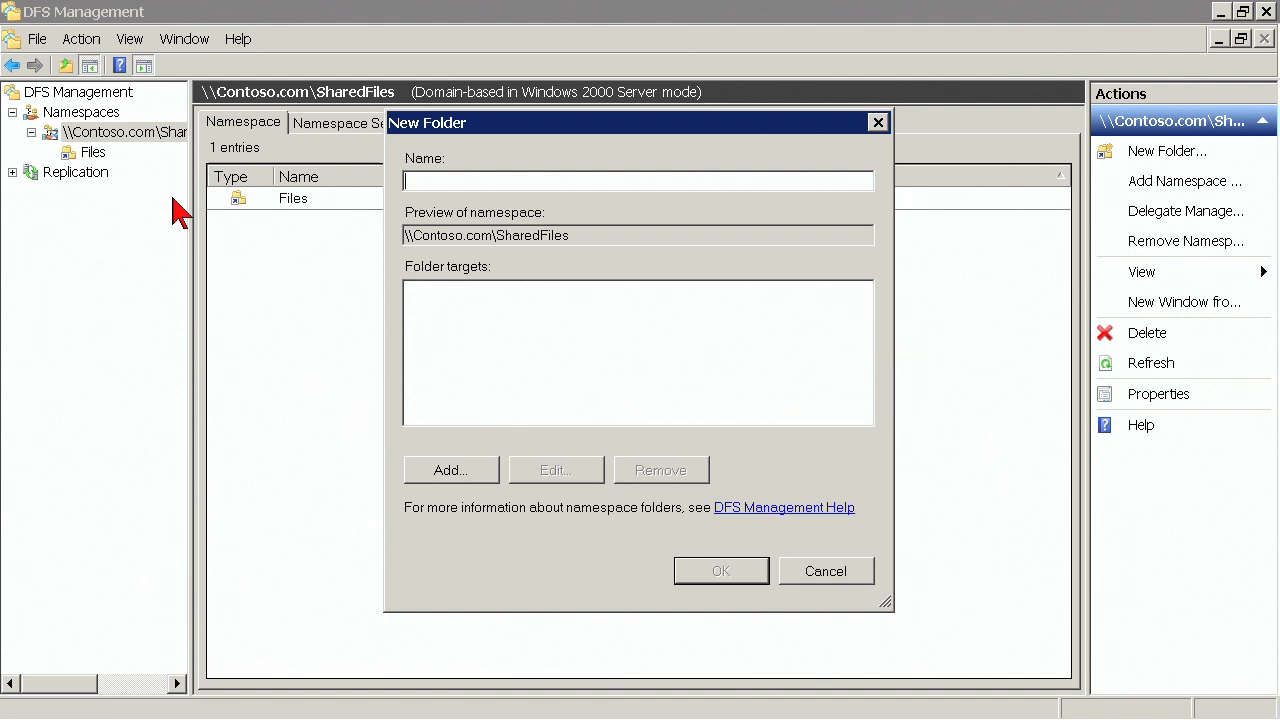 DFS Management
File Action View Window Help
DFS Management
Namespaces
\\Contoso.com\Shar
Files
Replication
\\Contoso.com\SharedFiles (Domain-based in Windows 2000 Server mode)
Namespace
Namespace Se
1 entries
Type Name
Files
New Folder
Name:
Preview of namespace:
\\Contoso.com\SharedFiles
Folder targets:
Add... Edit... Remove
For more information about namespace folders, see DFS Management Help
OK Cancel
Actions
\\Contoso.com\Sh...
New Folder...
Add Namespace ...
Delegate Manage...
Remove Namesp...
View
New Window fro...
Delete
Refresh
Properties
Help